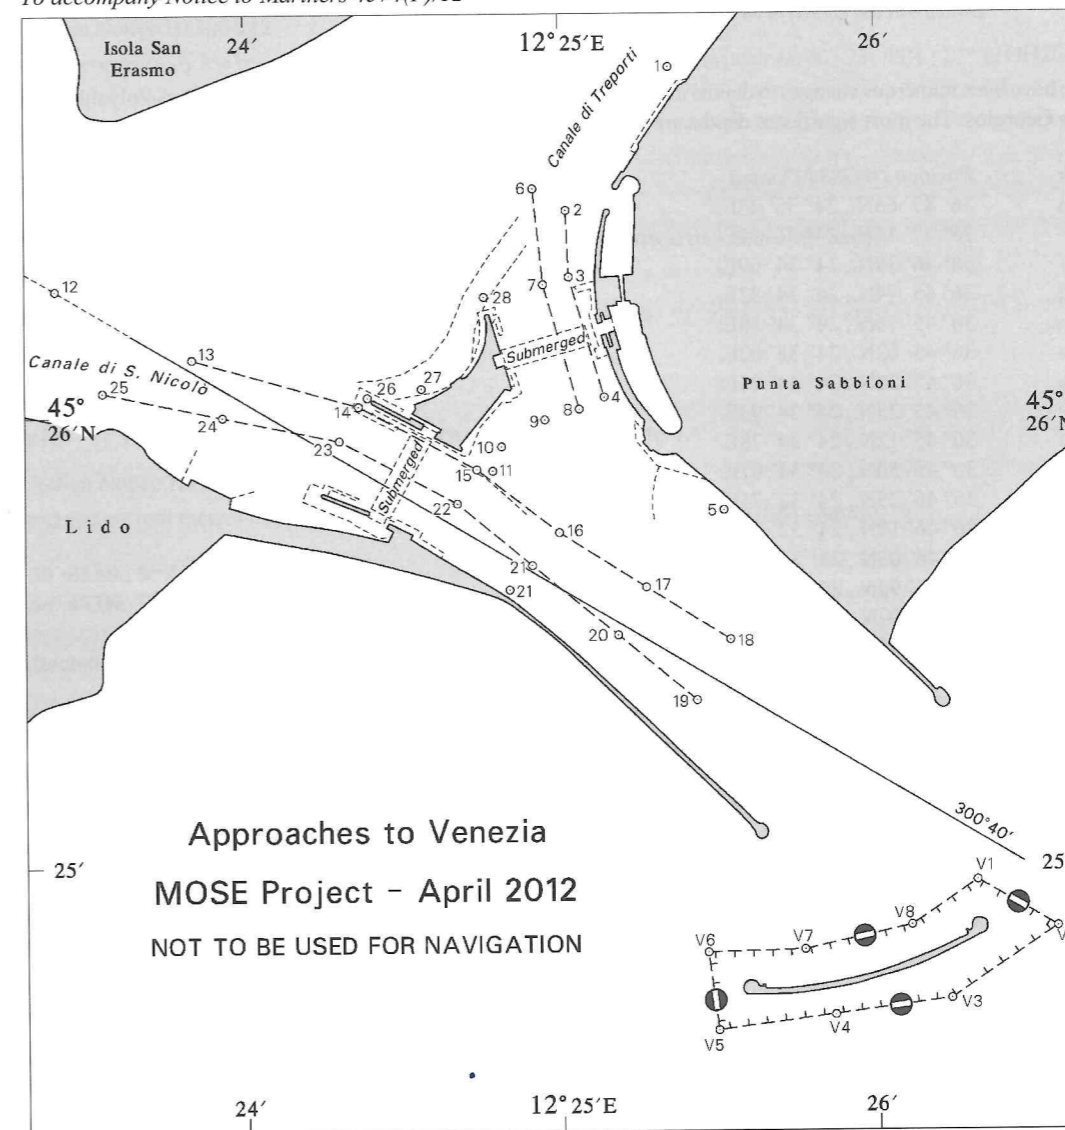 To accompany Notice to Mariners
Isola San
Erasmo
24′
12° 25′E
26′
1
Canale di Treporti
6
2
3
7
12
28
Submerged
13
Canale di S. Nicolò
25
26
27
Punta Sabbioni
45°
26′N
45°
26′N
14
4
8
9
24
23
10
Submerged
15
11
5
22
16
Lido
21
17
21
20
18
19
Approaches to Venezia
MOSE Project – April 2012
NOT TO BE USED FOR NAVIGATION
25′
300°40′
25
V1
V8
V7
V6
V
V3
V4
V5
24′
12° 25′E
26′